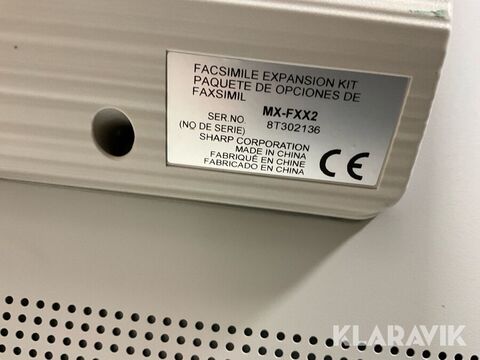 FACSIMILE EXPANSION KIT
PAQUETE DE OPCIONES DE
FAXSIMIL
MX-FXX2
SER.NO 8T302136
(NO DE SERIE)
SHARP CORPORATION
MADE IN CHINA
FABRIQUÉ EN CHINE
FABRICADO EN CHINA
CE
KLARAVIK